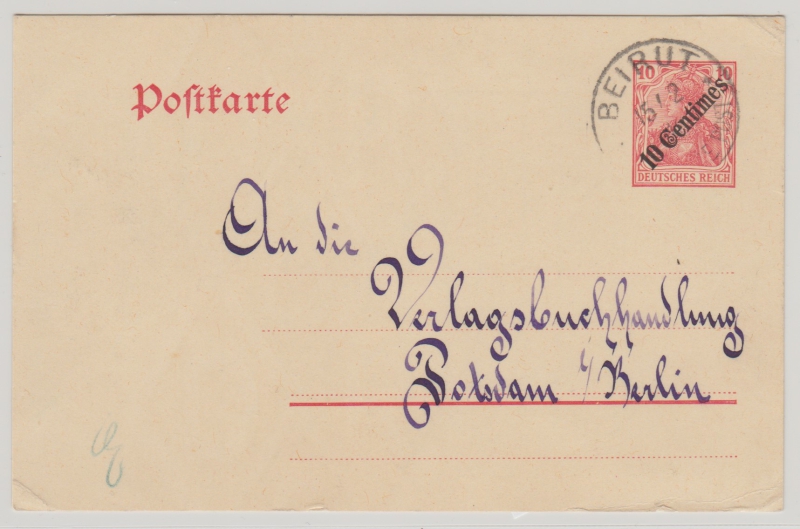 Postkarte
BEIRUT
10 10
10 Centimes
DEUTSCHES REICH
An die
Verlagsbuchhandlung
Potsdam b/Berlin